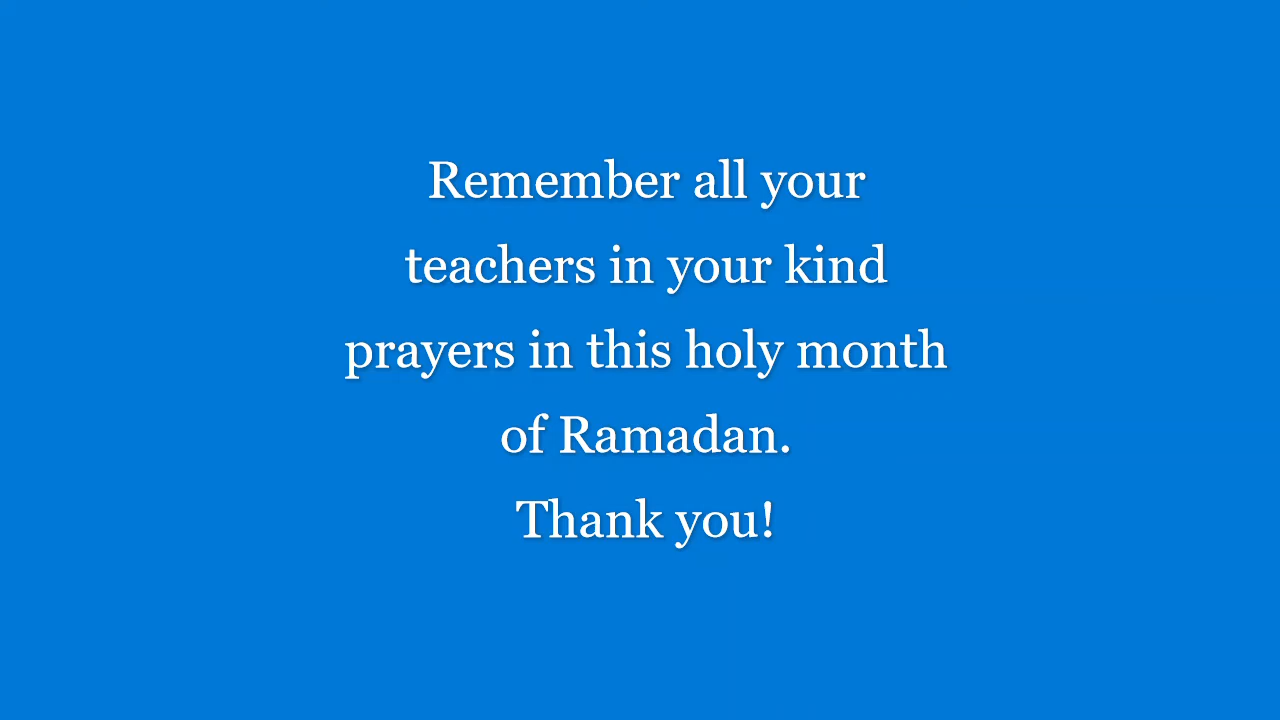 Remember all your
teachers in your kind
prayers in this holy month
of Ramadan.
Thank you!